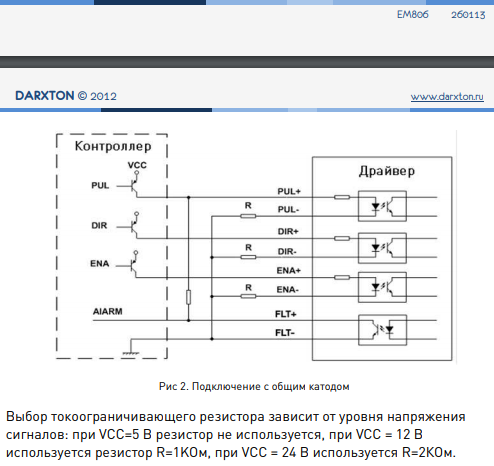 EM806 260113
DARXTON © 2012 www.darxton.ru
Контроллер
Драйвер
VCC
PUL
PUL+
R
PUL-
DIR
DIR+
R
DIR-
ENA
ENA+
R
ENA-
AIARM
FLT+
FLT-
Рис 2. Подключение с общим катодом
Выбор токоограничивающего резистора зависит от уровня напряжения
сигналов: при VCC=5 В резистор не используется, при VCC = 12 В
используется резистор R=1КОм, при VCC = 24 В используется R=2КОм.